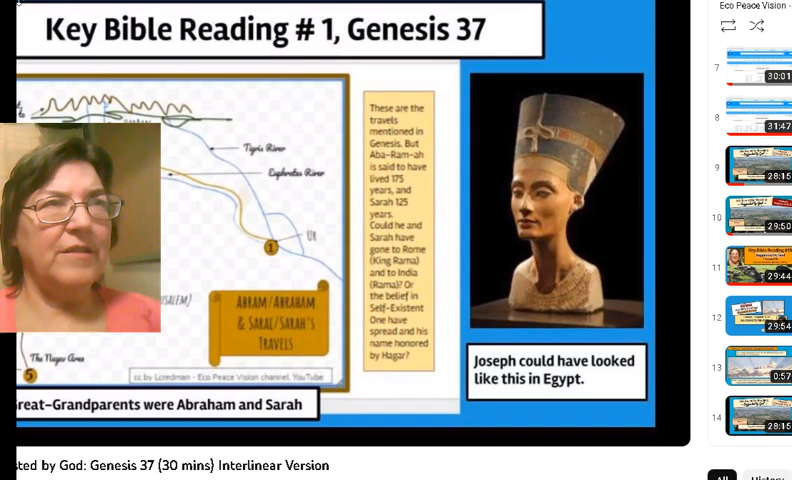 Eco Peace Vision -
Key Bible Reading # 1, Genesis 37
Tigris River
Euphrates River
UR
1
These are the
travels
mentioned in
Genesis. But
Aba-Ram-ah
is said to have
lived 175
years, and
Sarah 125
years.
Could he and
Sarah have
gone to Rome
(King Rama)
and to India
(Rama)? Or
the belief in
Self-Existent
One have
spread and his
name honored
by Hagar?
ABRAM/ABRAHAM
& SARAI/SARAH'S
TRAVELS
The Negev Area
5
cc by Lcredman - Eco Peace Vision channel, YouTube
Great-Grandparents were Abraham and Sarah
Joseph could have looked
like this in Egypt.
sted by God: Genesis 37 (30 mins) Interlinear Version
7
30:01
8
31:47
9
28:15
10
29:50
11
29:44
12
29:54
13
0:57
14
28:15
All
History